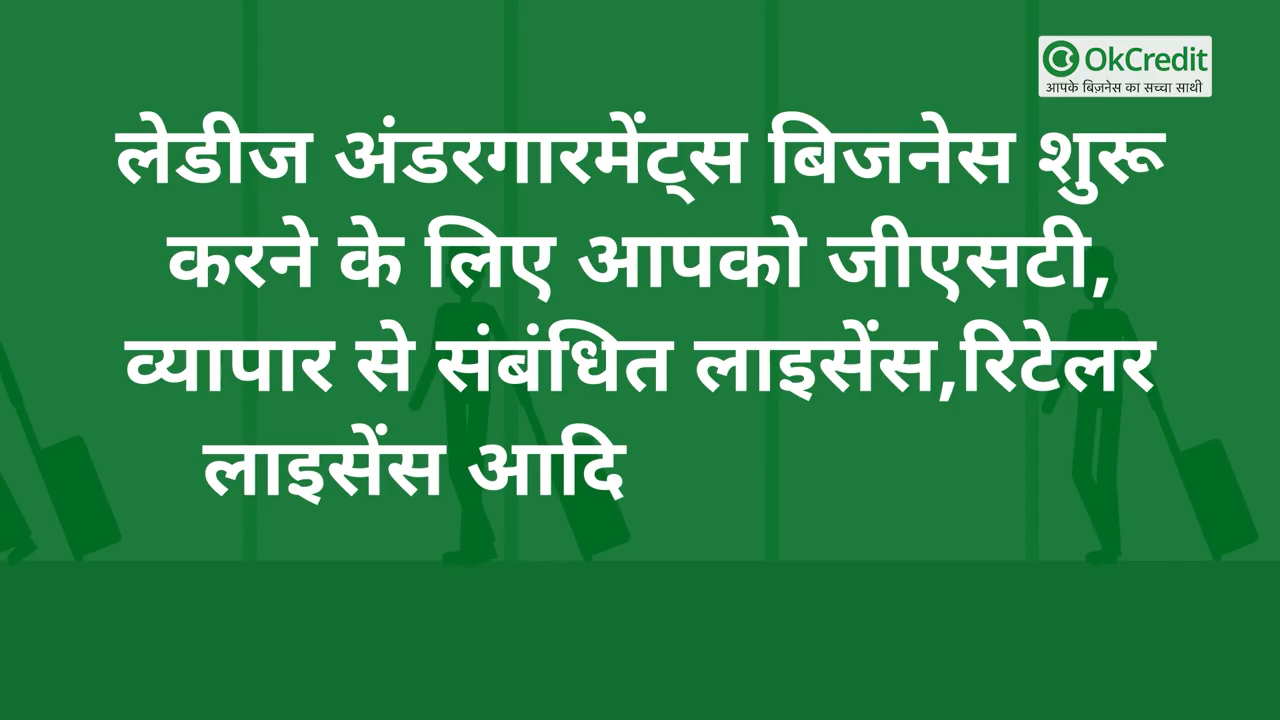 OkCredit
आपके बिज़नेस का सच्चा साथी
लेडीज अंडरगारमेंट्स बिजनेस शुरू
करने के लिए आपको जीएसटी,
व्यापार से संबंधित लाइसेंस,रिटेलर
लाइसेंस आदि